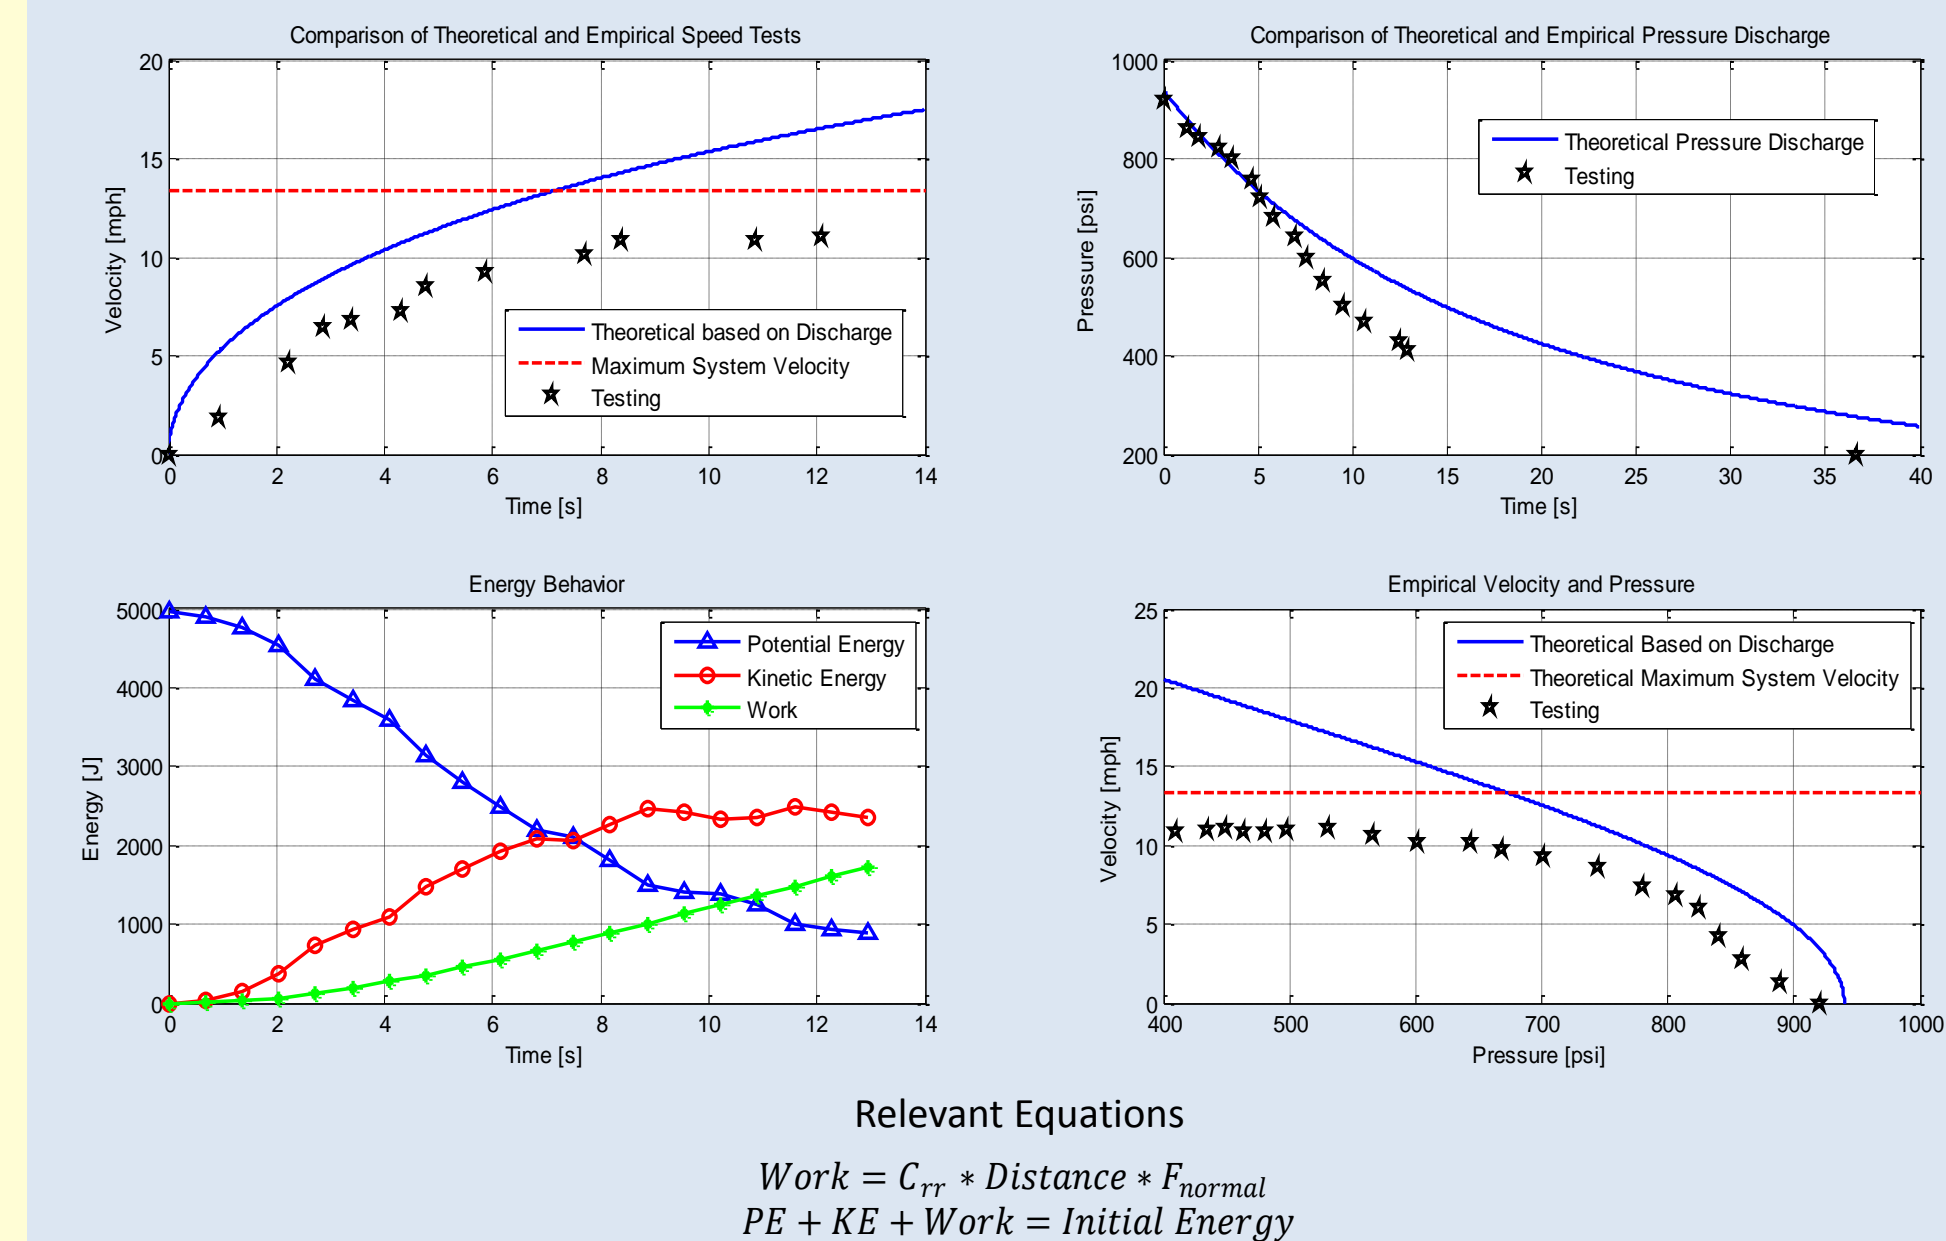 Comparison of Theoretical and Empirical Speed Tests
20
15
10
5
0
Velocity [mph]
Theoretical based on Discharge
Maximum System Velocity
Testing
0 2 4 6 8 10 12 14
Time [s]
Comparison of Theoretical and Empirical Pressure Discharge
1000
800
600
400
200
Pressure [psi]
Theoretical Pressure Discharge
Testing
0 5 10 15 20 25 30 35 40
Time [s]
Energy Behavior
5000
4000
3000
2000
1000
0
Energy [J]
Potential Energy
Kinetic Energy
Work
0 2 4 6 8 10 12 14
Time [s]
Empirical Velocity and Pressure
25
20
15
10
5
0
Velocity [mph]
Theoretical Based on Discharge
Theoretical Maximum System Velocity
Testing
400 500 600 700 800 900 1000
Pressure [psi]
Relevant Equations
Work = C_rr * Distance * F_normal
PE + KE + Work = Initial Energy